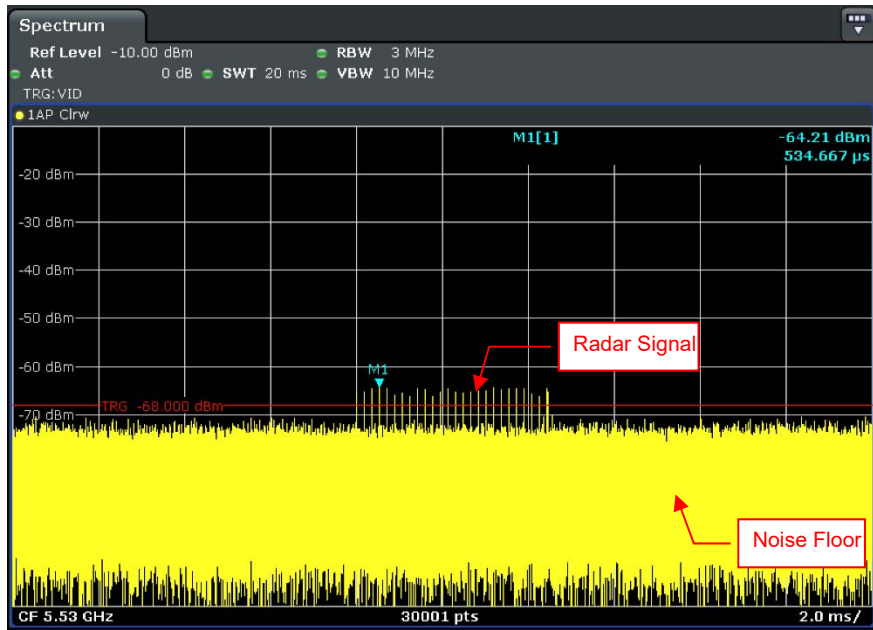 Spectrum
Ref Level -10.00 dBm RBW 3 MHz
Att 0 dB SWT 20 ms VBW 10 MHz
TRG:VID
1AP Clrw
M1[1] -64.21 dBm
534.667 µs
-20 dBm
-30 dBm
-40 dBm
-50 dBm
Radar Signal
-60 dBm
M1
TRG -68.000 dBm
-70 dBm
Noise Floor
CF 5.53 GHz 30001 pts 2.0 ms/